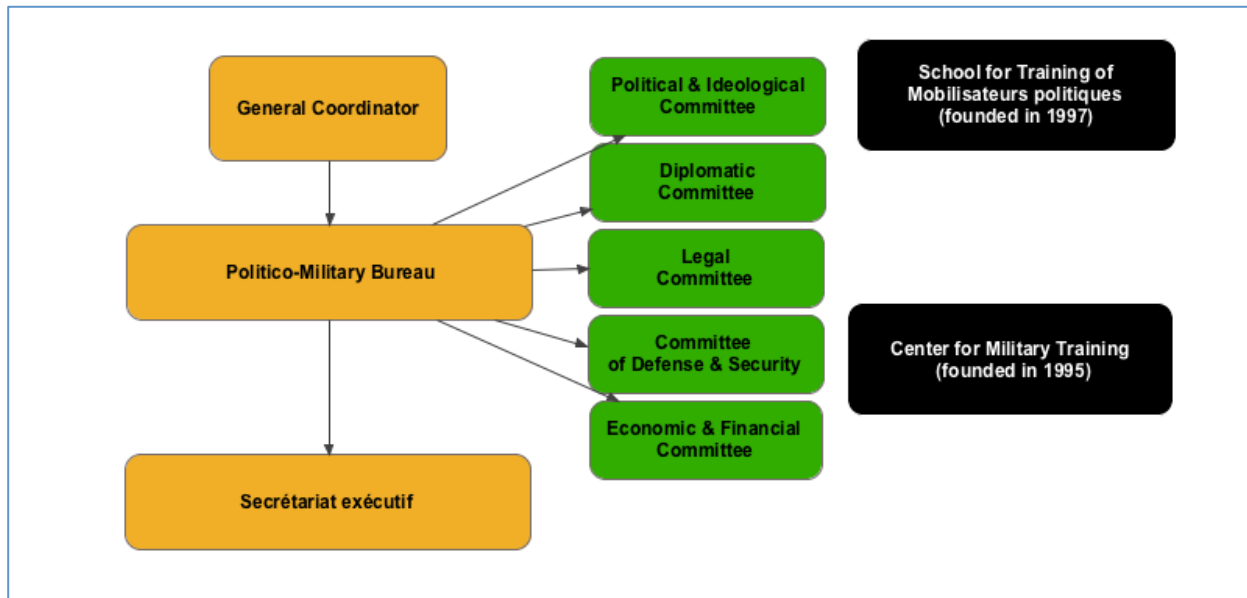 General Coordinator
Politico-Military Bureau
Secrétariat exécutif
Political & Ideological
Committee
Diplomatic
Committee
Legal
Committee
Committee
of Defense & Security
Economic & Financial
Committee
School for Training of
Mobilisateurs politiques
(founded in 1997)
Center for Military Training
(founded in 1995)